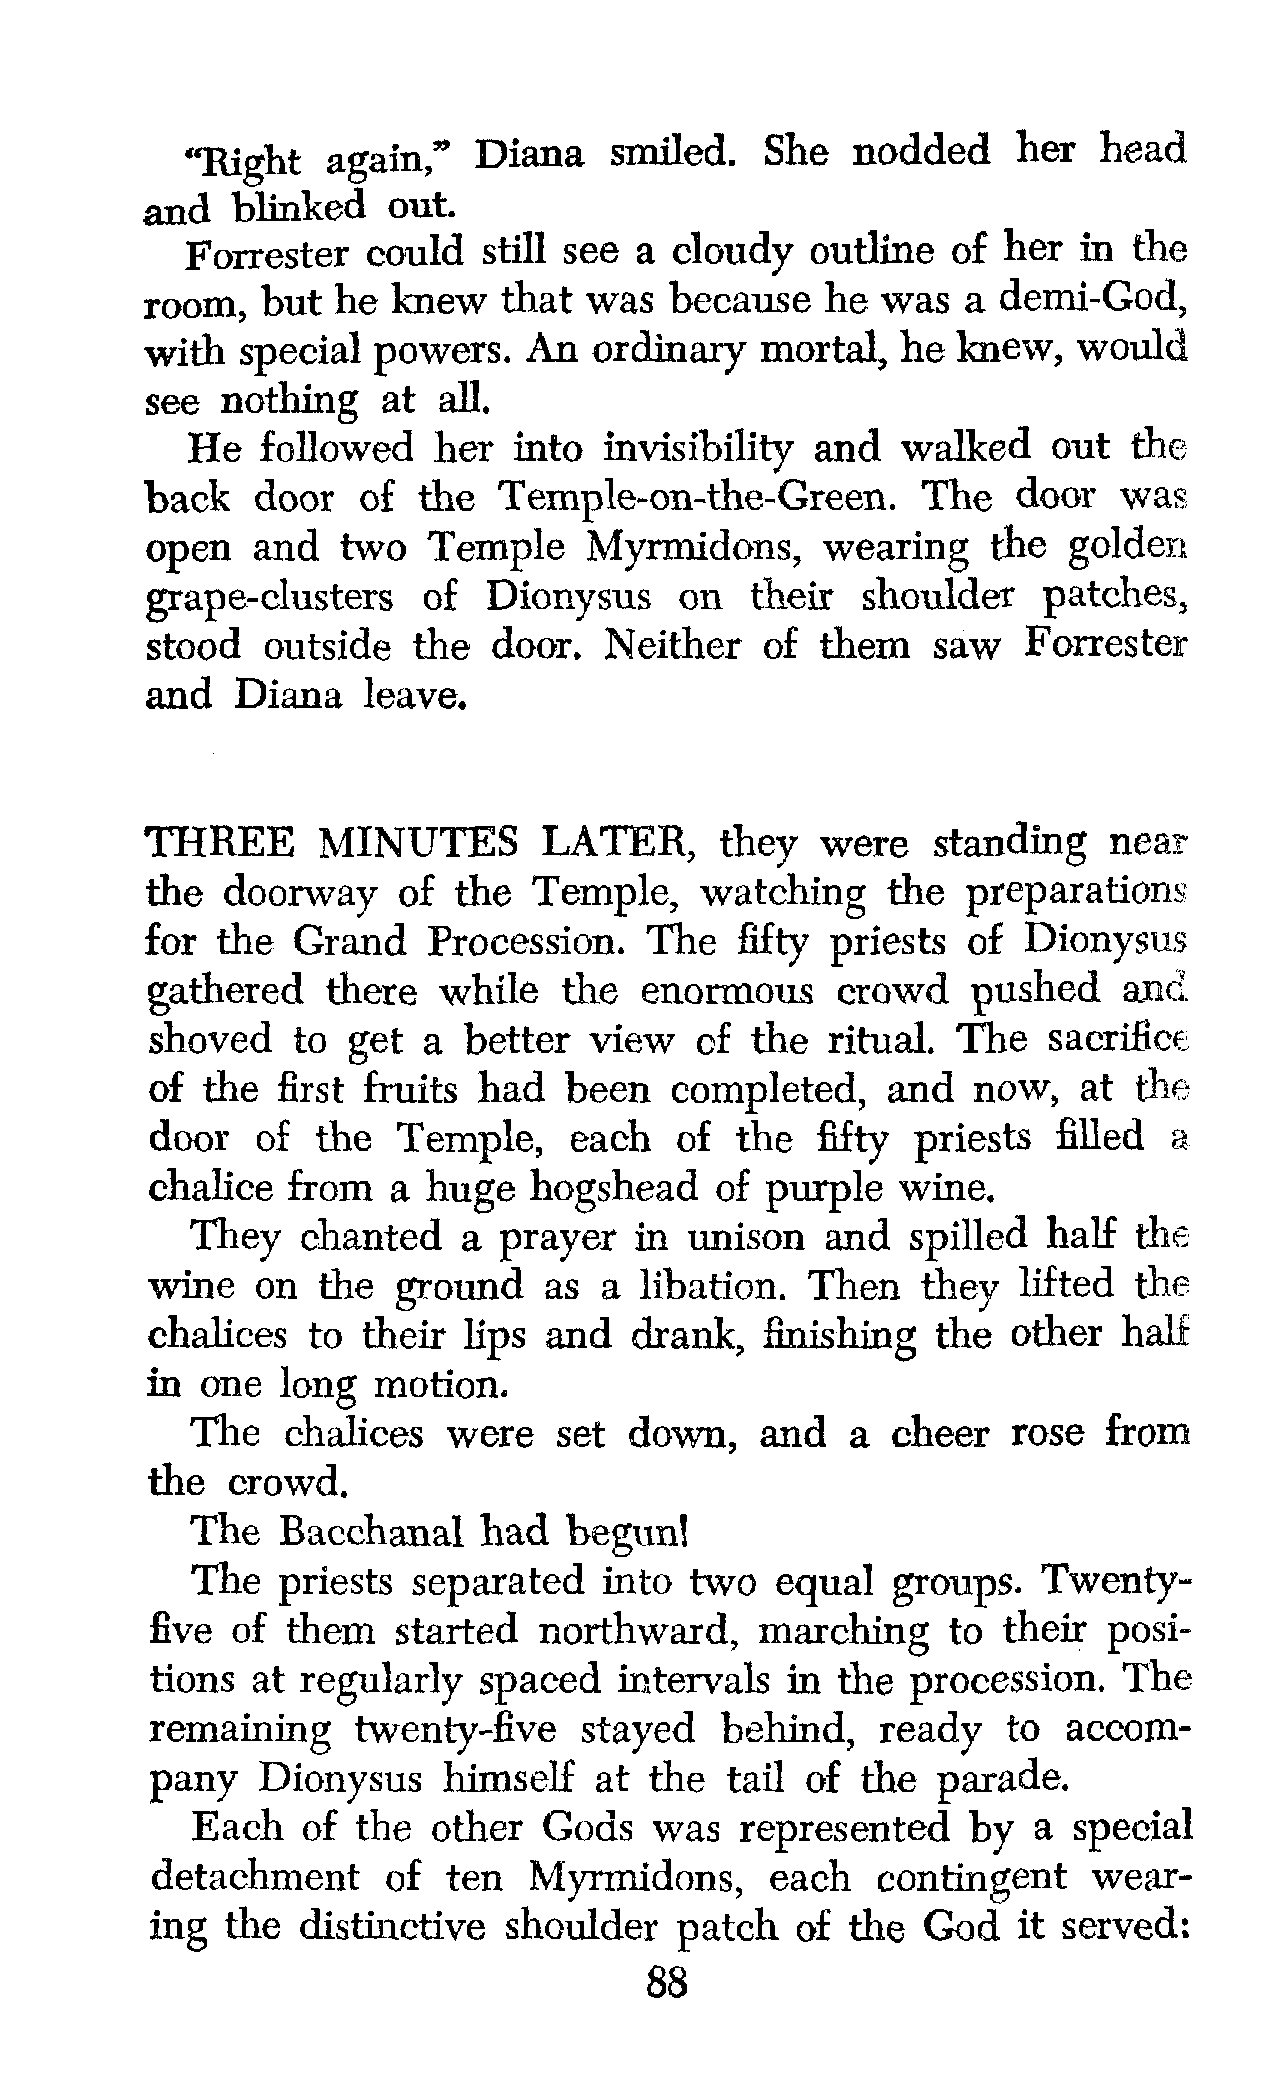 “Right again,” Diana smiled. She nodded her head
and blinked out.
Forrester could still see a cloudy outline of her in the
room, but he knew that was because he was a demi-God,
with special powers. An ordinary mortal, he knew, would
see nothing at all.
He followed her into invisibility and walked out the
back door of the Temple-on-the-Green. The door was
open and two Temple Myrmidons, wearing the golden
grape-clusters of Dionysus on their shoulder patches,
stood outside the door. Neither of them saw Forrester
and Diana leave.
THREE MINUTES LATER, they were standing near
the doorway of the Temple, watching the preparations
for the Grand Procession. The fifty priests of Dionysus
gathered there while the enormous crowd pushed and
shoved to get a better view of the ritual. The sacrifice
of the first fruits had been completed, and now, at the
door of the Temple, each of the fifty priests filled a
chalice from a huge hogshead of purple wine.
They chanted a prayer in unison and spilled half the
wine on the ground as a libation. Then they lifted the
chalices to their lips and drank, finishing the other half
in one long motion.
The chalices were set down, and a cheer rose from
the crowd.
The Bacchanal had begun!
The priests separated into two equal groups. Twenty-
five of them started northward, marching to their posi-
tions at regularly spaced intervals in the procession. The
remaining twenty-five stayed behind, ready to accom-
pany Dionysus himself at the tail of the parade.
Each of the other Gods was represented by a special
detachment of ten Myrmidons, each contingent wear-
ing the distinctive shoulder patch of the God it served:
88